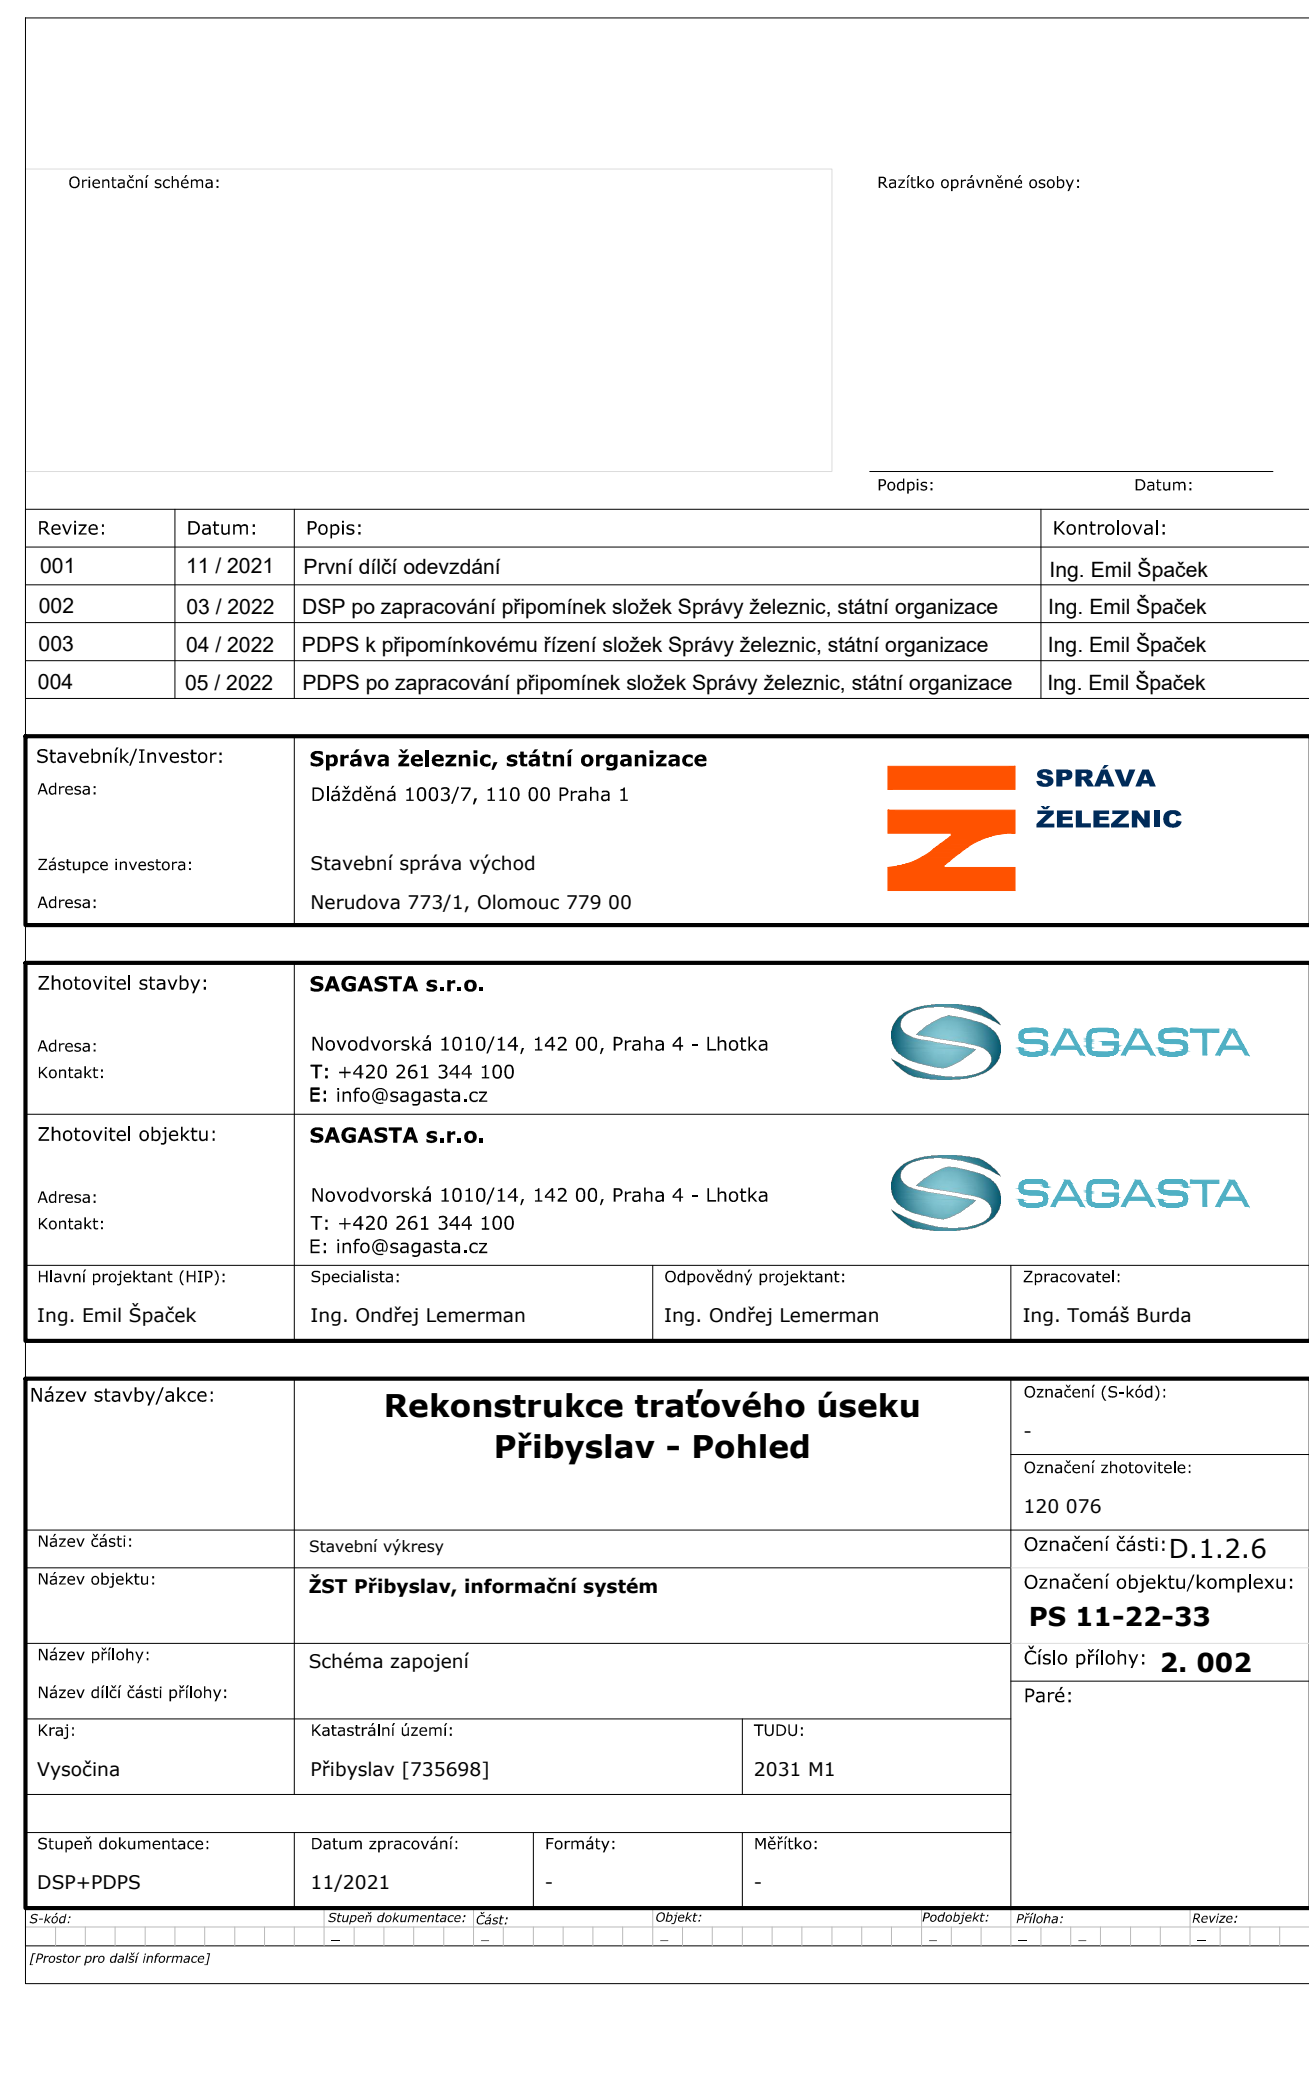 Orientační schéma:
Razítko oprávněné osoby:
Podpis: Datum:
Revize: Datum: Popis: Kontroloval:
001 11 / 2021 První dílčí odevzdání Ing. Emil Špaček
002 03 / 2022 DSP po zapracování připomínek složek Správy železnic, státní organizace Ing. Emil Špaček
003 04 / 2022 PDPS k připomínkovému řízení složek Správy železnic, státní organizace Ing. Emil Špaček
004 05 / 2022 PDPS po zapracování připomínek složek Správy železnic, státní organizace Ing. Emil Špaček
Stavebník/Investor: Správa železnic, státní organizace
Adresa: Dlážděná 1003/7, 110 00 Praha 1
SPRÁVA
ŽELEZNIC
Zástupce investora: Stavební správa východ
Adresa: Nerudova 773/1, Olomouc 779 00
Zhotovitel stavby: SAGASTA s.r.o.
Adresa: Novodvorská 1010/14, 142 00, Praha 4 - Lhotka
SAGASTA
Kontakt: T: +420 261 344 100
E: info@sagasta.cz
Zhotovitel objektu: SAGASTA s.r.o.
Adresa: Novodvorská 1010/14, 142 00, Praha 4 - Lhotka
SAGASTA
Kontakt: T: +420 261 344 100
E: info@sagasta.cz
Hlavní projektant (HIP): Specialista: Odpovědný projektant: Zpracovatel:
Ing. Emil Špaček Ing. Ondřej Lemerman Ing. Ondřej Lemerman Ing. Tomáš Burda
Název stavby/akce: Rekonstrukce traťového úseku
Přibyslav - Pohled
Označení (S-kód):
-
Označení zhotovitele:
120 076
Název části: Stavební výkresy Označení části: D.1.2.6
Název objektu: ŽST Přibyslav, informační systém Označení objektu/komplexu:
PS 11-22-33
Název přílohy: Schéma zapojení Číslo přílohy: 2. 002
Název dílčí části přílohy: Paré:
Kraj: Katastrální území: TUDU:
Vysočina Přibyslav [735698] 2031 M1
Stupeň dokumentace: Datum zpracování: Formáty: Měřítko:
DSP+PDPS 11/2021 - -
S-kód: Stupeň dokumentace: Část: Objekt: Podobjekt: Příloha: Revize:
_ _ _ _ _ _ _
[Prostor pro další informace]